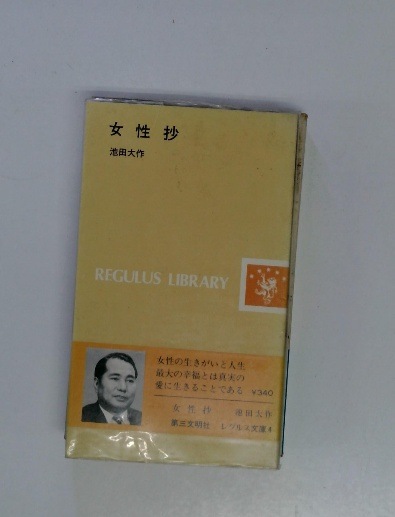 女性抄
池田大作
REGULUS LIBRARY
女性の生きがいと人生
最大の幸福とは真実の
愛に生きることである ¥340
女性抄 池田大作
第三文明社 レグルス文庫4